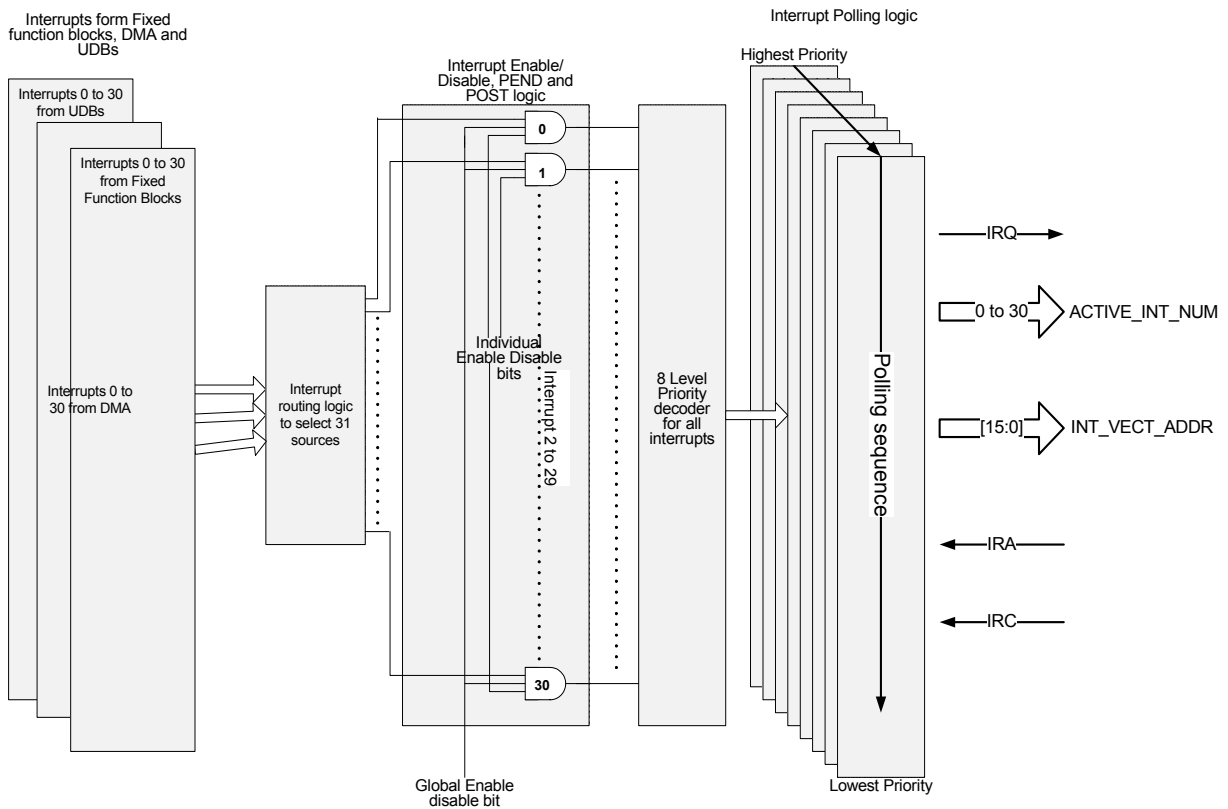 Interrupts form Fixed
function blocks, DMA and
UDBs
Interrupts 0 to 30
from UDBs
Interrupts 0 to 30
from Fixed
Function Blocks
Interrupts 0 to
30 from DMA
Interrupt
routing logic
to select 31
sources
Interrupt Enable/
Disable, PEND and
POST logic
0
1
Individual
Enable Disable
bits
Interrupt 2 to 29
30
Global Enable
disable bit
8 Level
Priority
decoder
for all
interrupts
Interrupt Polling logic
Highest Priority
Polling sequence
Lowest Priority
IRQ
0 to 30
ACTIVE_INT_NUM
[15:0]
INT_VECT_ADDR
IRA
IRC